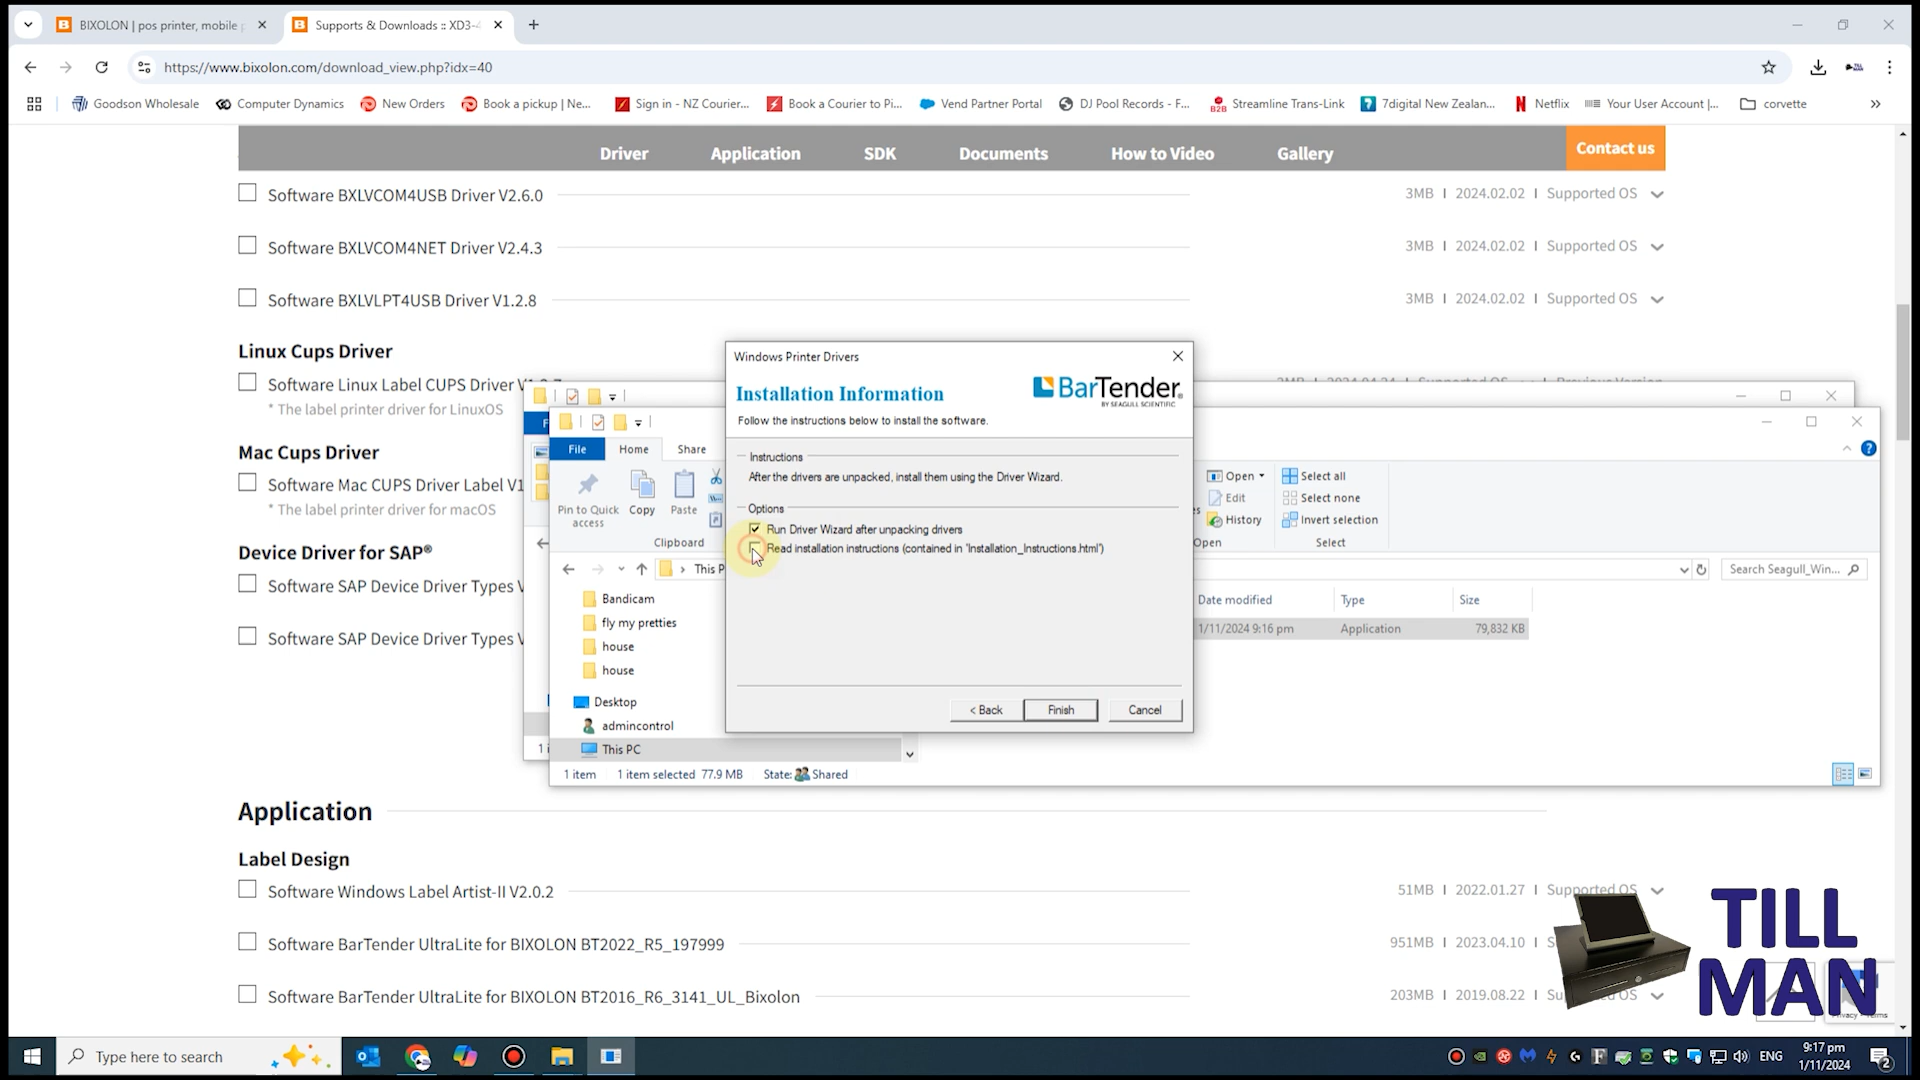 BIXOLON | pos printer, mobile
Supports & Downloads :: XD3-
https://www.bixolon.com/download_view.php?idx=40
Goodson Wholesale
Computer Dynamics
New Orders
Book a pickup | Ne...
Sign in - NZ Courier...
Book a Courier to Pi...
Vend Partner Portal
DJ Pool Records - F...
Streamline Trans-Link
7digital New Zealan...
Netflix
Your User Account |...
corvette
Driver
Application
SDK
Documents
How to Video
Gallery
Contact us
Software BXLVCOM4USB Driver V2.6.0
3MB | 2024.02.02 | Supported OS
Software BXLVCOM4NET Driver V2.4.3
3MB | 2024.02.02 | Supported OS
Software BXLVLPT4USB Driver V1.2.8
3MB | 2024.02.02 | Supported OS
Linux Cups Driver
Software Linux Label CUPS Driver
* The label printer driver for LinuxOS
Mac Cups Driver
Software Mac CUPS Driver Label V1
* The label printer driver for macOS
Device Driver for SAP®
Software SAP Device Driver Types V
Software SAP Device Driver Types V
Windows Printer Drivers
Installation Information
BarTender
BY SEAGULL SCIENTIFIC
Follow the instructions below to install the software.
Instructions
After the drivers are unpacked, install them using the Driver Wizard.
Options
Run Driver Wizard after unpacking drivers
Read installation instructions (contained in 'Installation_Instructions.html')
< Back
Finish
Cancel
File
Home
Share
Pin to Quick access
Copy
Paste
Clipboard
Open
Edit
History
Open
Select all
Select none
Invert selection
Select
This P
Search Seagull_Win...
Bandicam
fly my pretties
house
house
Desktop
admincontrol
This PC
Date modified
Type
Size
1/11/2024 9:16 pm
Application
79,832 KB
1 item
1 item selected 77.9 MB
State: Shared
Application
Label Design
Software Windows Label Artist-II V2.0.2
51MB | 2022.01.27 | Supported OS
Software BarTender UltraLite for BIXOLON BT2022_R5_197999
951MB | 2023.04.10 | S
Software BarTender UltraLite for BIXOLON BT2016_R6_3141_UL_Bixolon
203MB | 2019.08.22 | Su OS
TILL
MAN
Type here to search
ENG
9:17 pm
1/11/2024
2